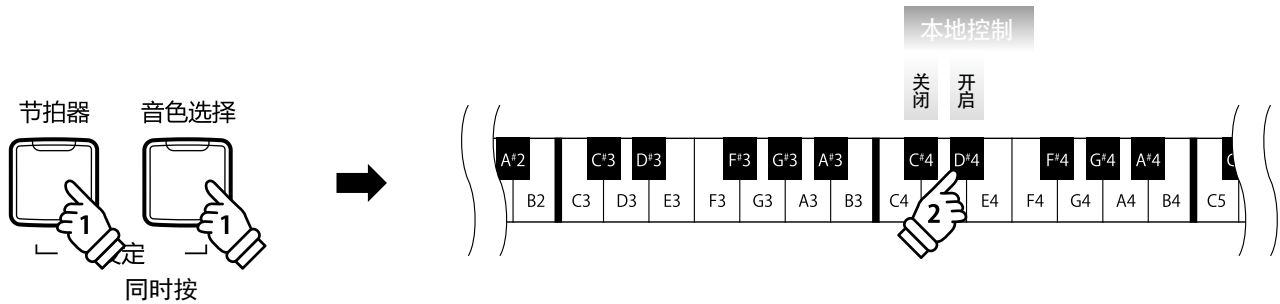 本地控制
关闭 开启
节拍器 音色选择
A#2 C#3 D#3 F#3 G#3 A#3 C#4 D#4 F#4 G#4 A#4
B2 C3 D3 E3 F3 G3 A3 B3 C4 E4 F4 G4 A4 B4 C5
1 1 2
定
同时按